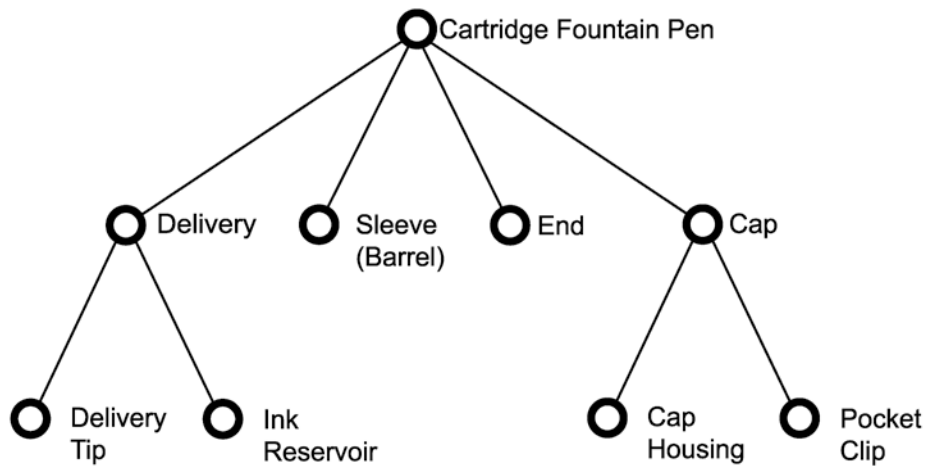 Cartridge Fountain Pen
Delivery
Sleeve
(Barrel)
End
Cap
Delivery
Tip
Ink
Reservoir
Cap
Housing
Pocket
Clip